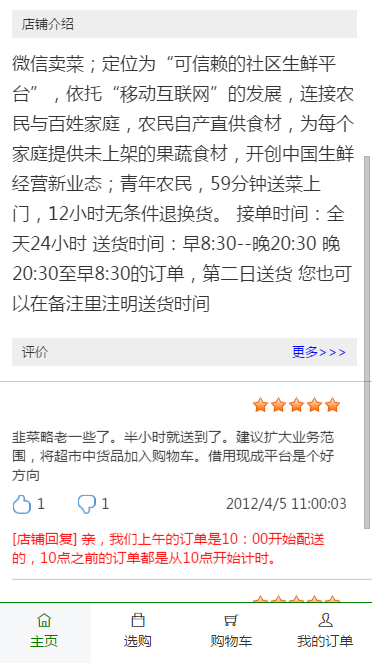 店铺介绍
微信卖菜；定位为“可信赖的社区生鲜平
台”，依托“移动互联网”的发展，连接农
民与百姓家庭，农民自产直供食材，为每个
家庭提供未上架的果蔬食材，开创中国生鲜
经营新业态；青年农民，59分钟送菜上
门，12小时无条件退换货。 接单时间：全
天24小时 送货时间：早8:30--晚20:30 晚
20:30至早8:30的订单，第二日送货 您也可
以在备注里注明送货时间
评价 更多>>>
韭菜略老一些了。半小时就送到了。建议扩大业务范
围，将超市中货品加入购物车。借用现成平台是个好
方向
1 1 2012/4/5 11:00:03
[店铺回复] 亲，我们上午的订单是10：00开始配送
的，10点之前的订单都是从10点开始计时。
主页 选购 购物车 我的订单